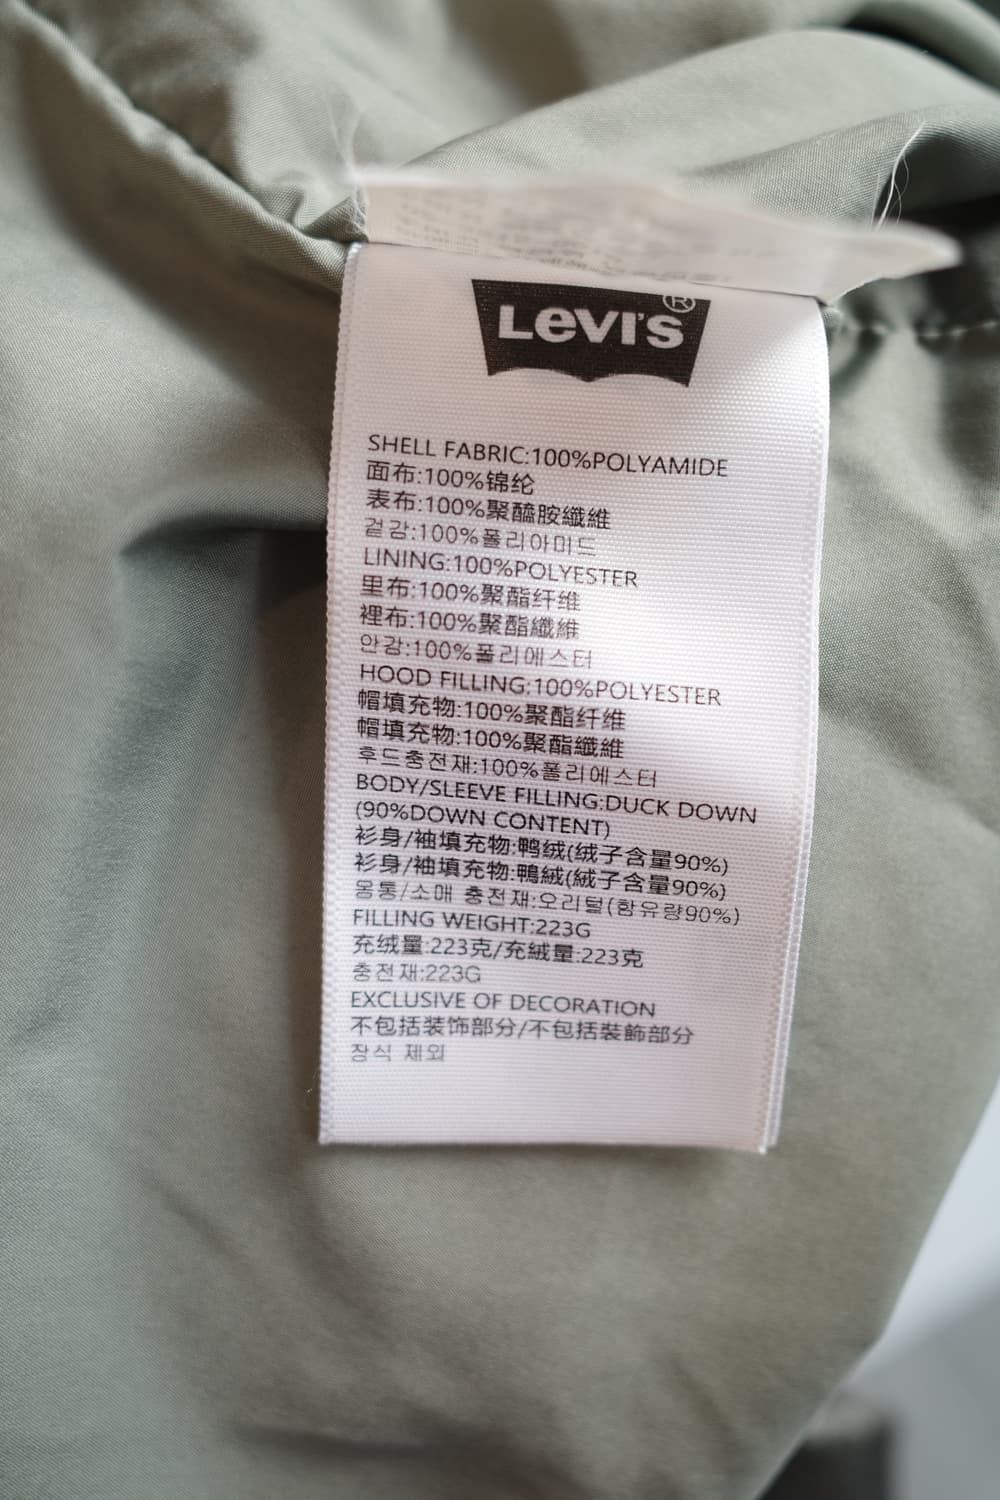 Levi's®
SHELL FABRIC:100%POLYAMIDE
面布:100%锦纶
表布:100%聚醯胺纖維
겉감:100%폴리아미드
LINING:100%POLYESTER
里布:100%聚酯纤维
裡布:100%聚酯纖維
안감:100%폴리에스터
HOOD FILLING:100%POLYESTER
帽填充物:100%聚酯纤维
帽填充物:100%聚酯纖維
후드충전재:100%폴리에스터
BODY/SLEEVE FILLING:DUCK DOWN
(90%DOWN CONTENT)
衫身/袖填充物:鸭绒(绒子含量90%)
衫身/袖填充物:鴨絨(絨子含量90%)
몸통/소매 충전재:오리털(함유량90%)
FILLING WEIGHT:223G
充绒量:223克/充絨量:223克
충전재:223G
EXCLUSIVE OF DECORATION
不包括装饰部分/不包括裝飾部分
장식 제외